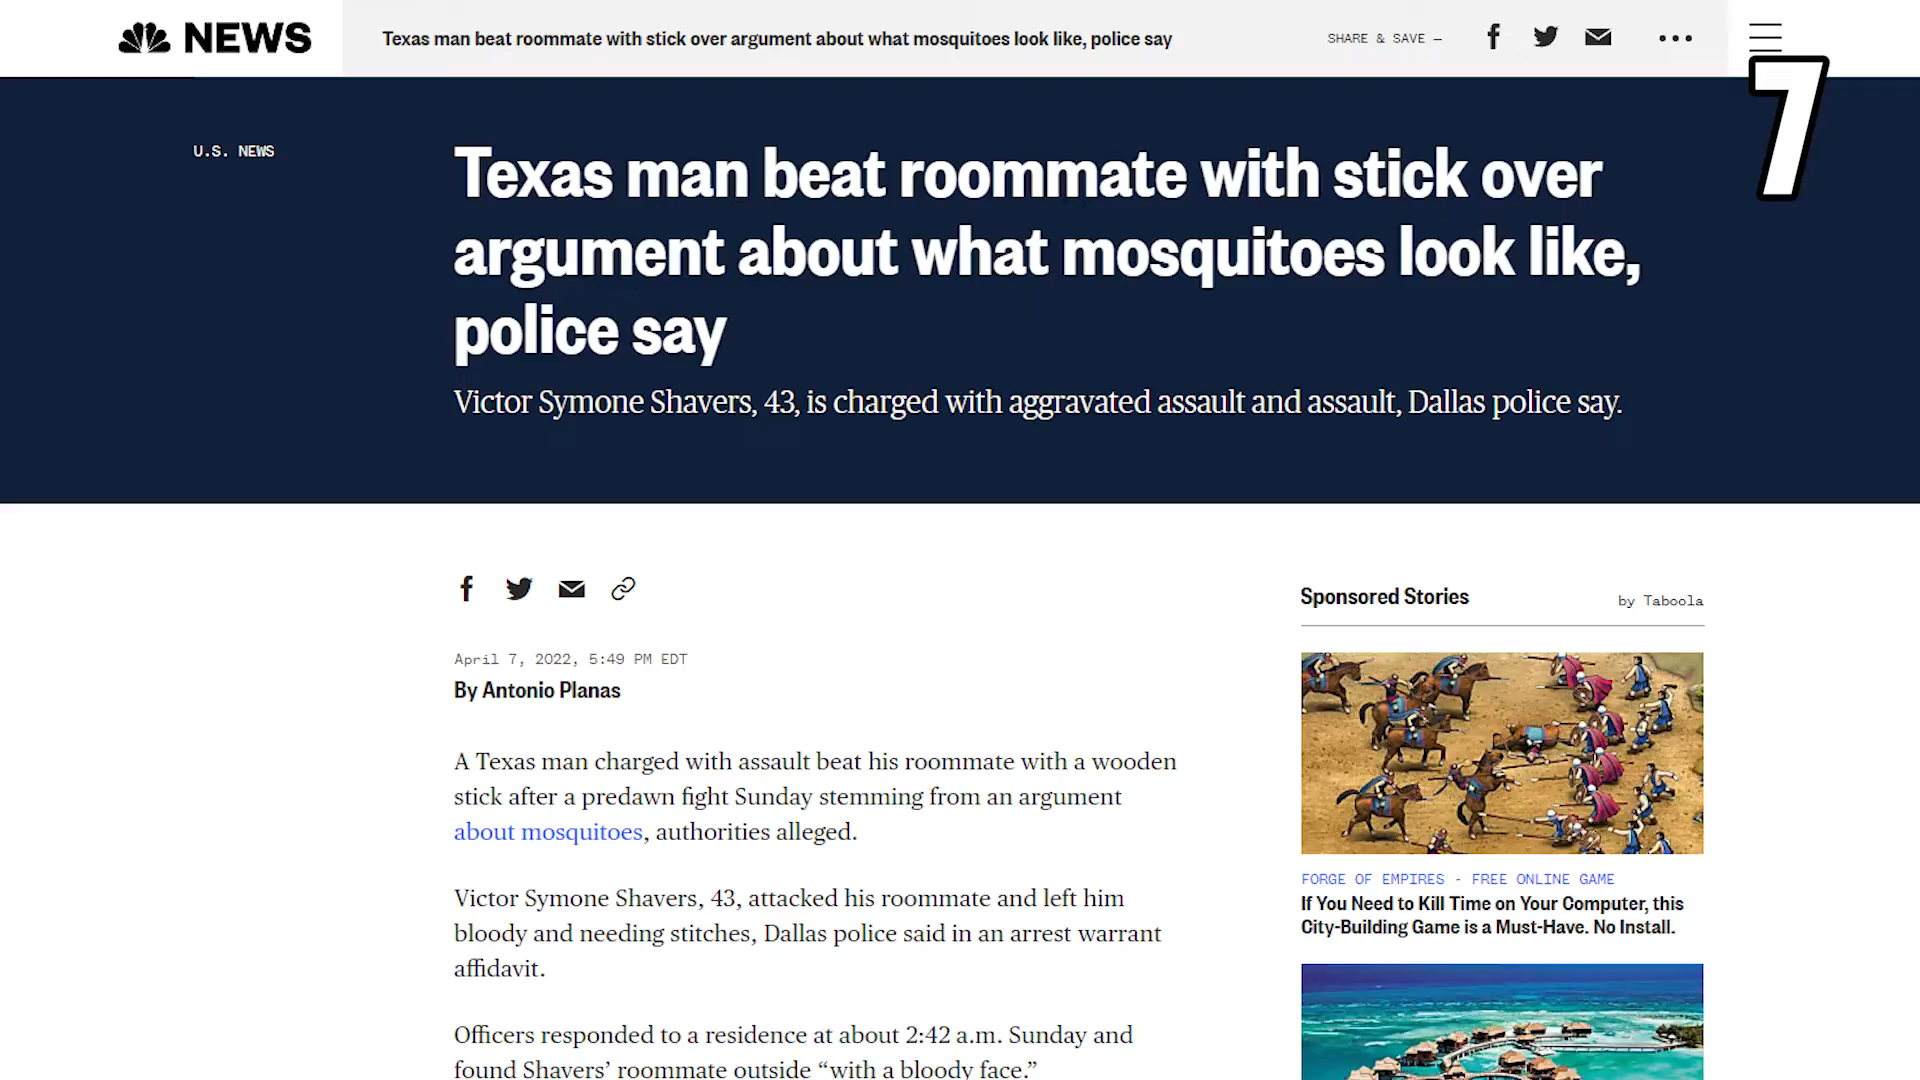 NEWS
Texas man beat roommate with stick over argument about what mosquitoes look like, police say
SHARE & SAVE —
7
U.S. NEWS
Texas man beat roommate with stick over
argument about what mosquitoes look like,
police say
Victor Symone Shavers, 43, is charged with aggravated assault and assault, Dallas police say.
April 7, 2022, 5:49 PM EDT
By Antonio Planas
A Texas man charged with assault beat his roommate with a wooden
stick after a predawn fight Sunday stemming from an argument
about mosquitoes, authorities alleged.
Victor Symone Shavers, 43, attacked his roommate and left him
bloody and needing stitches, Dallas police said in an arrest warrant
affidavit.
Officers responded to a residence at about 2:42 a.m. Sunday and
found Shavers’ roommate outside “with a bloody face.”
Sponsored Stories
by Taboola
FORGE OF EMPIRES - FREE ONLINE GAME
If You Need to Kill Time on Your Computer, this
City-Building Game is a Must-Have. No Install.